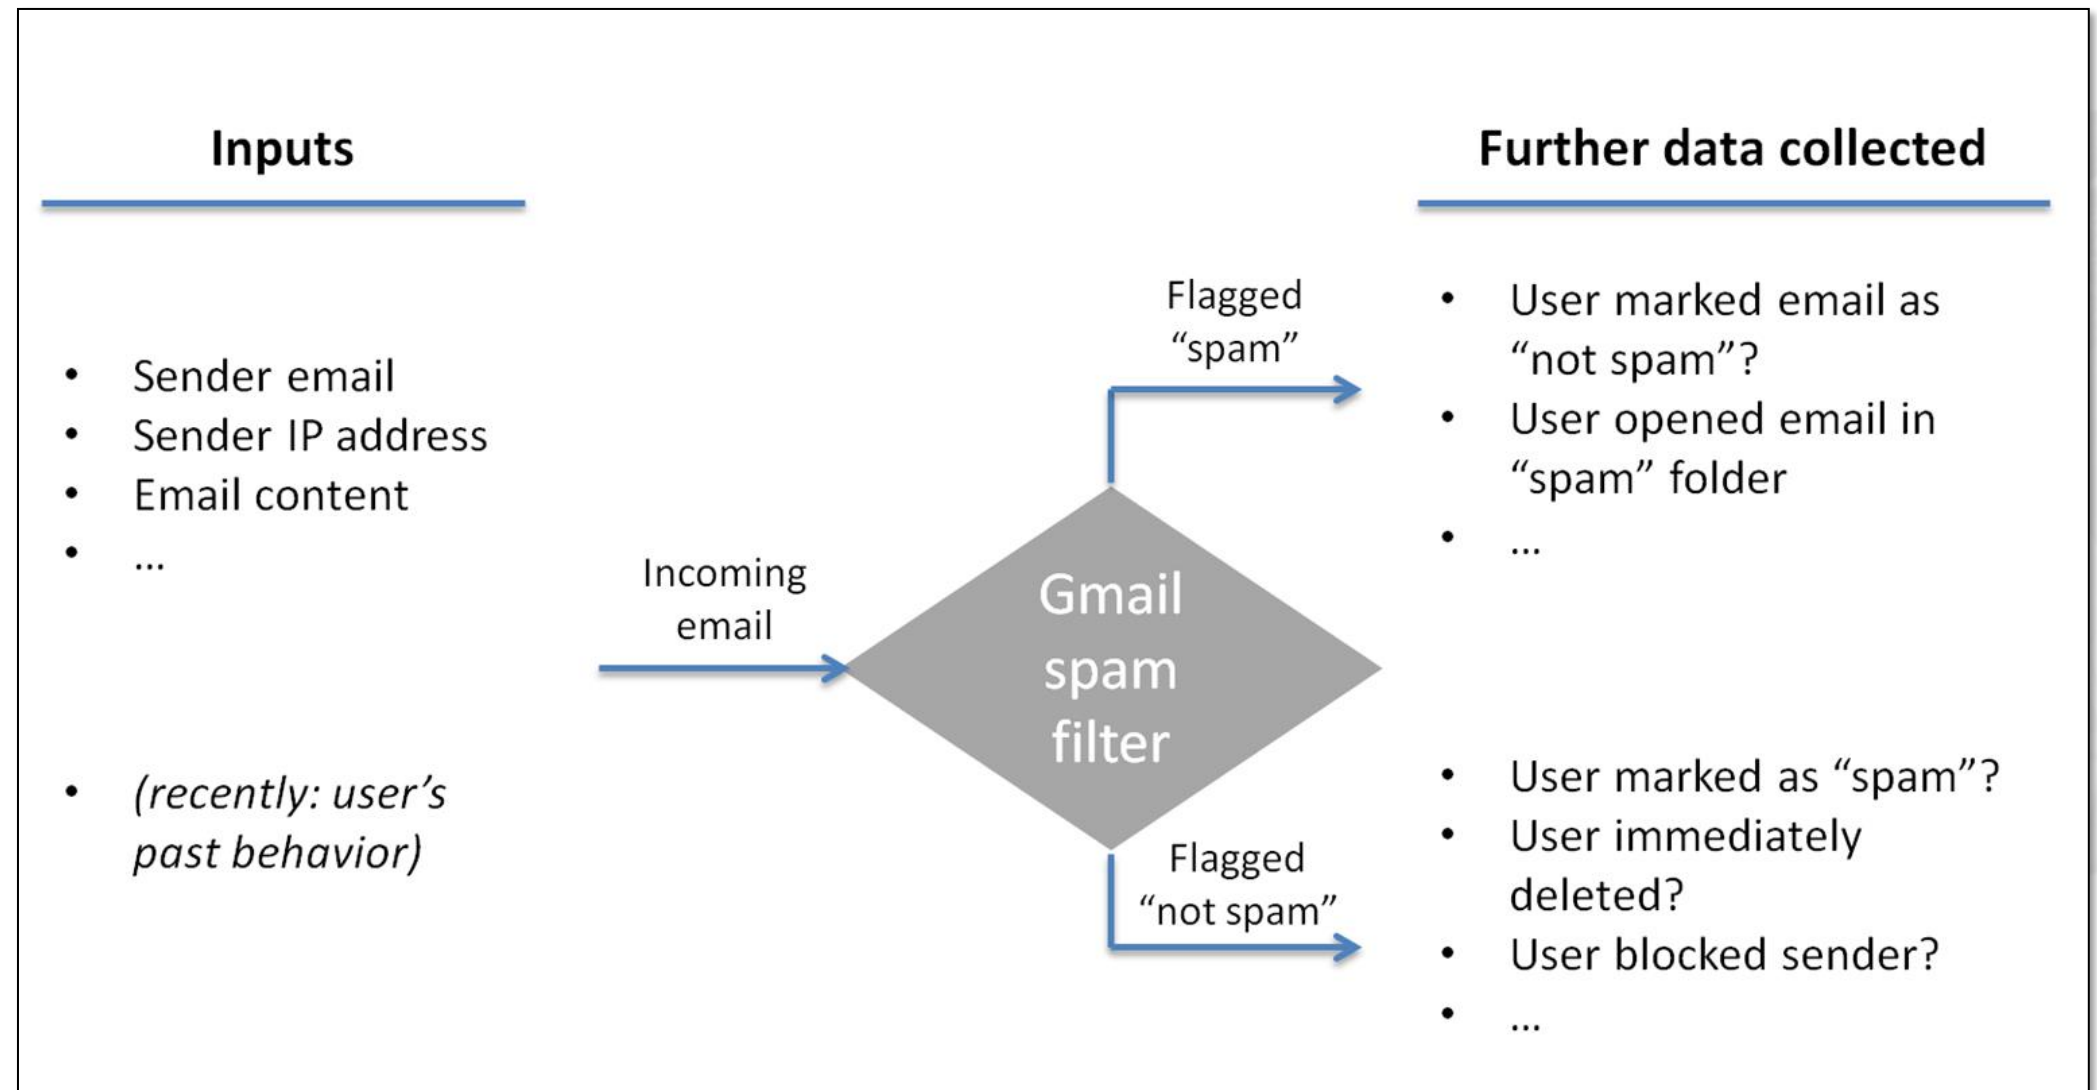 Inputs
Further data collected
• Sender email
• Sender IP address
• Email content
• ...
• (recently: user’s
past behavior)
Incoming
email
Gmail
spam
filter
Flagged
“spam”
Flagged
“not spam”
• User marked email as
“not spam”?
• User opened email in
“spam” folder
• ...
• User marked as “spam”?
• User immediately
deleted?
• User blocked sender?
• ...